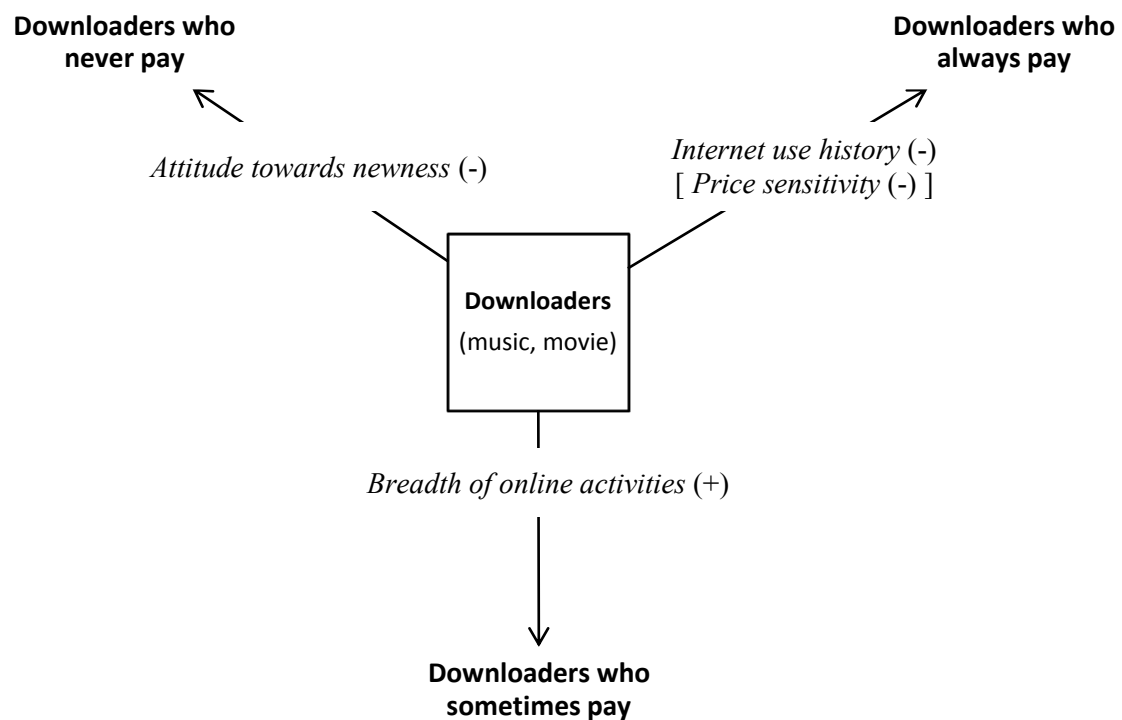 Downloaders who
never pay
Downloaders who
always pay
Attitude towards newness (-)
Internet use history (-)
[ Price sensitivity (-) ]
Downloaders
(music, movie)
Breadth of online activities (+)
Downloaders who
sometimes pay